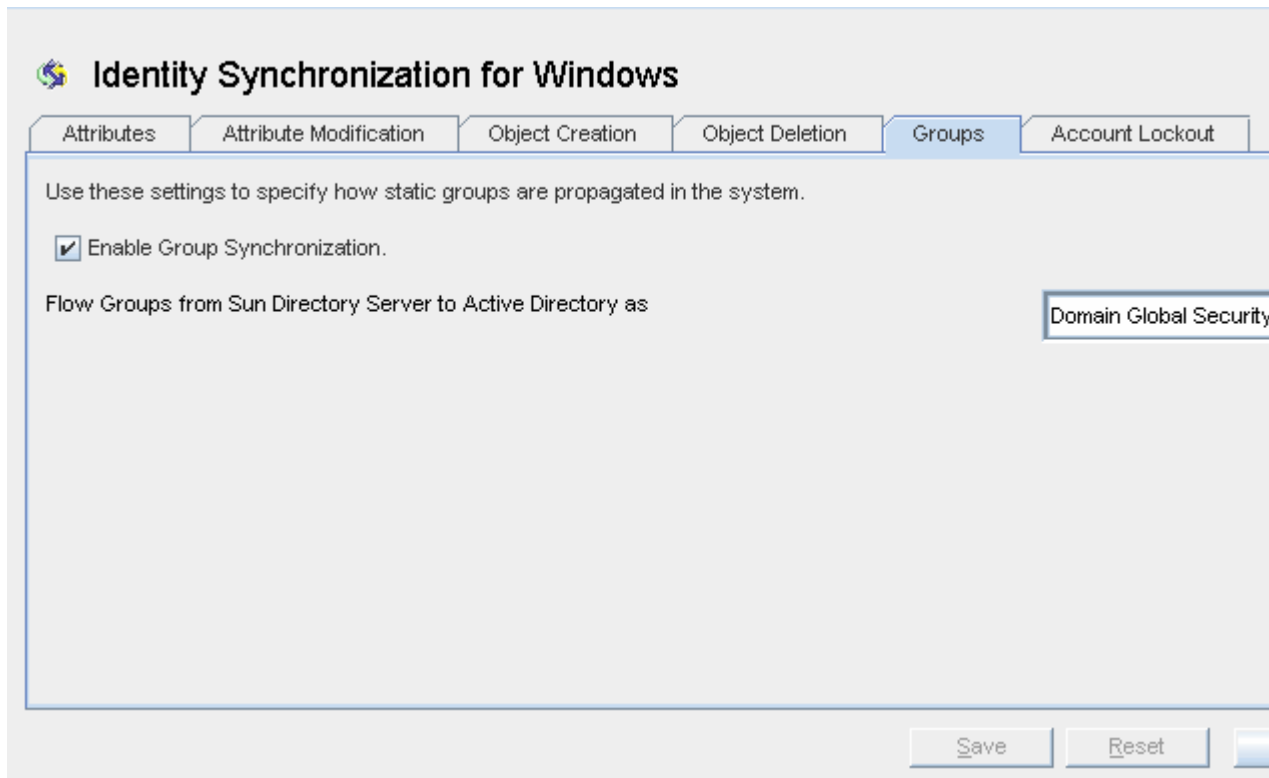 Identity Synchronization for Windows
Attributes Attribute Modification Object Creation Object Deletion Groups Account Lockout
Use these settings to specify how static groups are propagated in the system.
Enable Group Synchronization.
Flow Groups from Sun Directory Server to Active Directory as
Domain Global Security
Save Reset